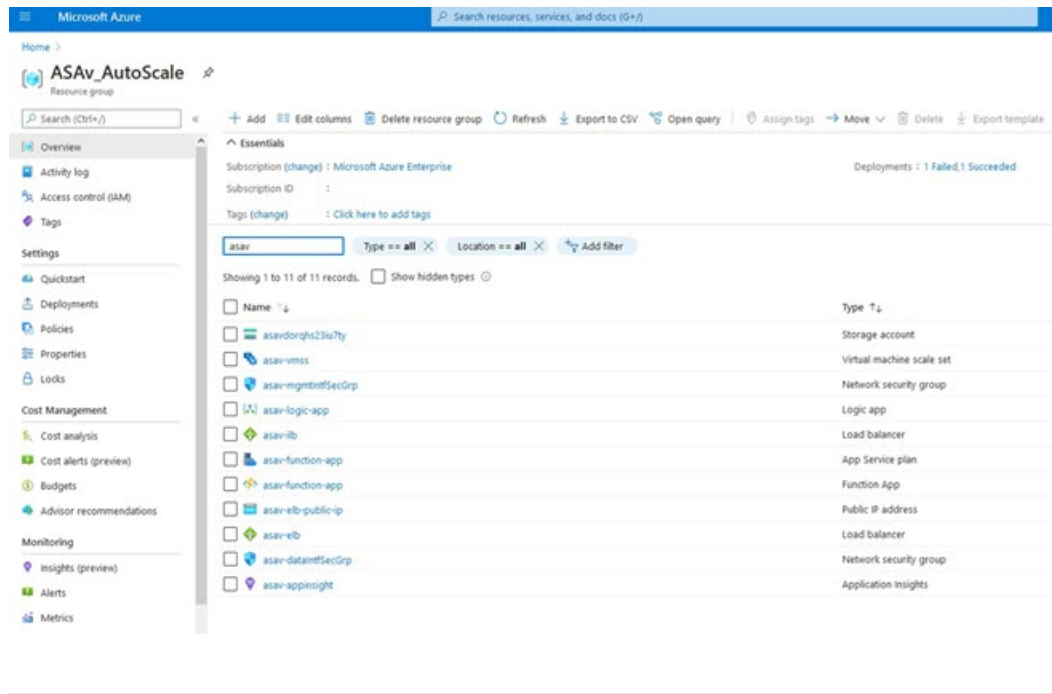 Microsoft Azure
Search resources, services, and docs (G+/)
Home >
ASAv_AutoScale
Resource group
Search (Ctrl+/)
«
Add
Edit columns
Delete resource group
Refresh
Export to CSV
Open query
Assign tags
Move
Delete
Export template
Overview
Activity log
Access control (IAM)
Tags
Settings
Quickstart
Deployments
Policies
Properties
Locks
Cost Management
Cost analysis
Cost alerts (preview)
Budgets
Advisor recommendations
Monitoring
Insights (preview)
Alerts
Metrics
Essentials
Subscription (change) : Microsoft Azure Enterprise
Deployments : 1 Failed,1 Succeeded
Subscription ID :
Tags (change) : Click here to add tags
asav
Type == all
Location == all
Add filter
Showing 1 to 11 of 11 records.
Show hidden types
Name
Type
asavdorqhs23iu7ty Storage account
asav-vmss Virtual machine scale set
asav-mgmtIntfSecGrp Network security group
asav-logic-app Logic app
asav-ilb Load balancer
asav-function-app App Service plan
asav-function-app Function App
asav-elb-public-ip Public IP address
asav-elb Load balancer
asav-dataIntfSecGrp Network security group
asav-appinsight Application Insights